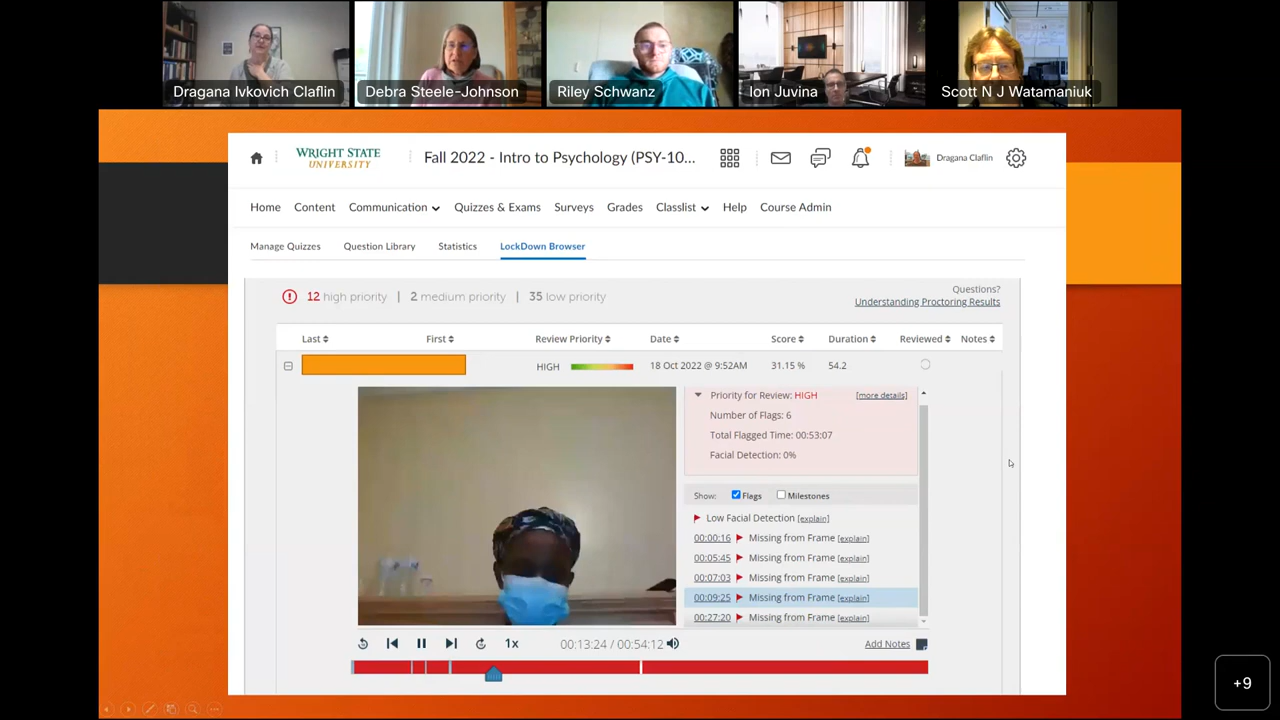 Dragana Ivkovich Claflin
Debra Steele-Johnson
Riley Schwanz
Ion Juvina
Scott N J Watamaniuk
WRIGHT STATE
UNIVERSITY
Fall 2022 - Intro to Psychology (PSY-10...
Dragana Claflin
Home Content Communication Quizzes & Exams Surveys Grades Classlist Help Course Admin
Manage Quizzes Question Library Statistics LockDown Browser
12 high priority | 2 medium priority | 35 low priority
Questions?
Understanding Proctoring Results
Last First Review Priority Date Score Duration Reviewed Notes
HIGH 18 Oct 2022 @ 9:52AM 31.15 % 54.2
Priority for Review: HIGH [more details]
Number of Flags: 6
Total Flagged Time: 00:53:07
Facial Detection: 0%
Show: Flags Milestones
Low Facial Detection [explain]
00:00:16 Missing from Frame [explain]
00:05:45 Missing from Frame [explain]
00:07:03 Missing from Frame [explain]
00:09:25 Missing from Frame [explain]
00:27:20 Missing from Frame [explain]
1x 00:13:24 / 00:54:12 Add Notes
+9